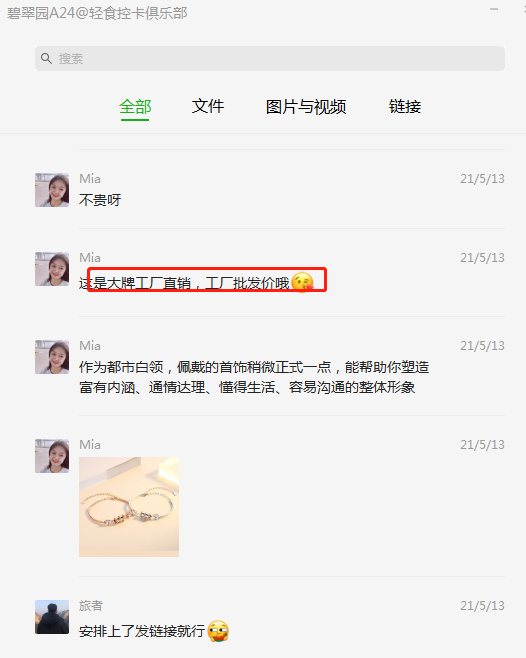 碧翠园A24@轻食控卡俱乐部
搜索
全部 文件 图片与视频 链接
Mia 21/5/13
不贵呀
Mia 21/5/13
这是大牌工厂直销，工厂批发价哦
Mia 21/5/13
作为都市白领，佩戴的首饰稍微正式一点，能帮助你塑造
富有内涵、通情达理、懂得生活、容易沟通的整体形象
Mia 21/5/13
旅者 21/5/13
安排上了发链接就行